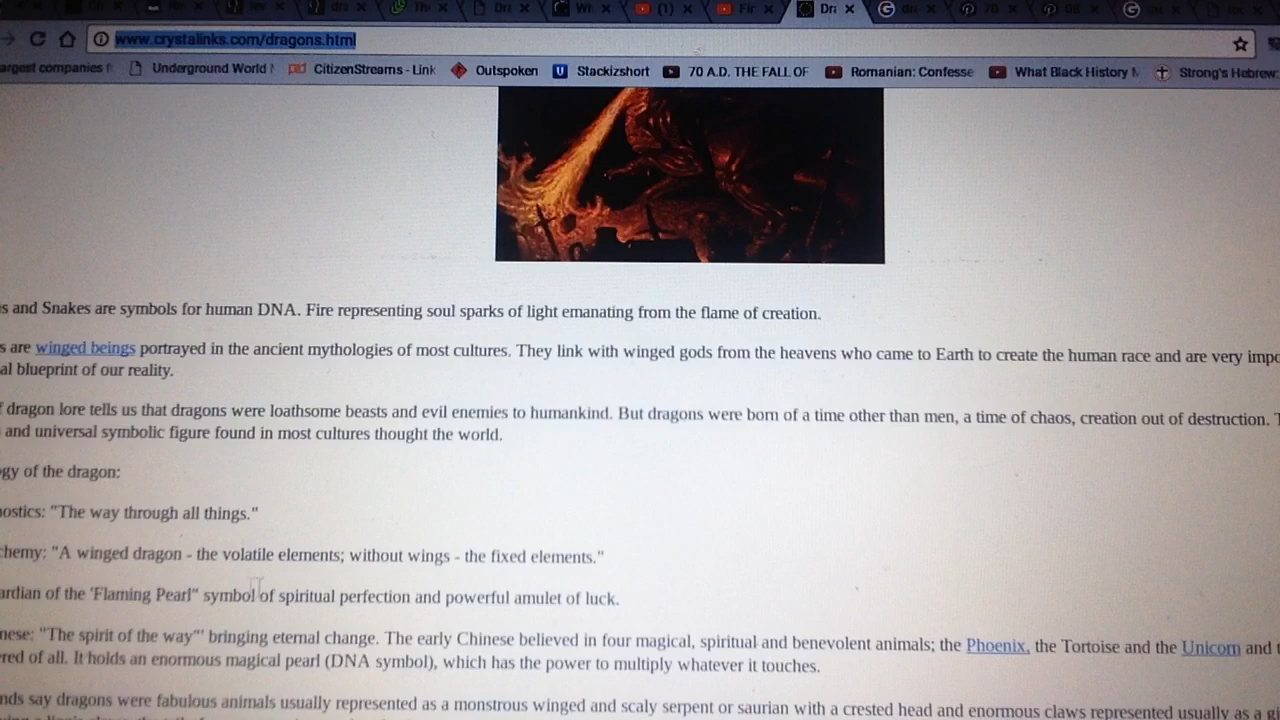 Dra
www.crystalinks.com/dragons.html
argest companies Underground World CitizenStreams - Link Outspoken Stackizshort 70 A.D. THE FALL OF Romanian: Confesse What Black History M Strong's Hebrew:
s and Snakes are symbols for human DNA. Fire representing soul sparks of light emanating from the flame of creation.
s are winged beings portrayed in the ancient mythologies of most cultures. They link with winged gods from the heavens who came to Earth to create the human race and are very impo
al blueprint of our reality.
f dragon lore tells us that dragons were loathsome beasts and evil enemies to humankind. But dragons were born of a time other than men, a time of chaos, creation out of destruction. T
and universal symbolic figure found in most cultures thought the world.
gy of the dragon:
ostics: "The way through all things."
chemy: "A winged dragon - the volatile elements; without wings - the fixed elements."
ardian of the 'Flaming Pearl" symbol of spiritual perfection and powerful amulet of luck.
nese: "The spirit of the way"' bringing eternal change. The early Chinese believed in four magical, spiritual and benevolent animals; the Phoenix, the Tortoise and the Unicorn and t
red of all. It holds an enormous magical pearl (DNA symbol), which has the power to multiply whatever it touches.
nds say dragons were fabulous animals usually represented as a monstrous winged and scaly serpent or saurian with a crested head and enormous claws represented usually as a gi